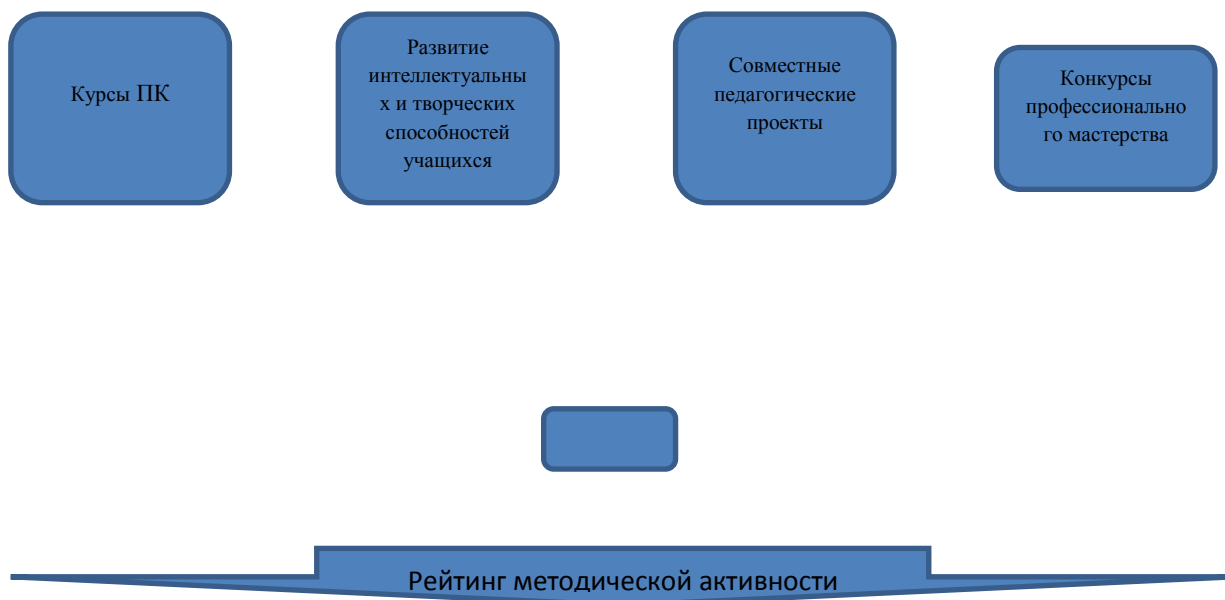 Курсы ПК
Развитие
интеллектуальны
х и творческих
способностей
учащихся
Совместные
педагогические
проекты
Конкурсы
профессионально
го мастерства
Рейтинг методической активности